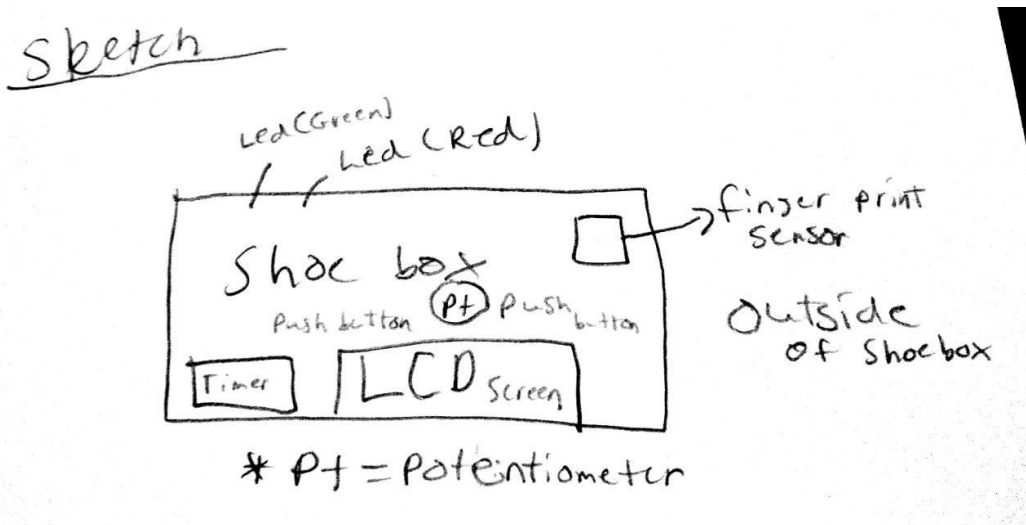 Sketch
Led (Green)
Led (Red)
finger print
sensor
Shoe box
Pt
Push button
Push
button
Outside
of Shoebox
Timer
LCD Screen
* Pt = Potentiometer